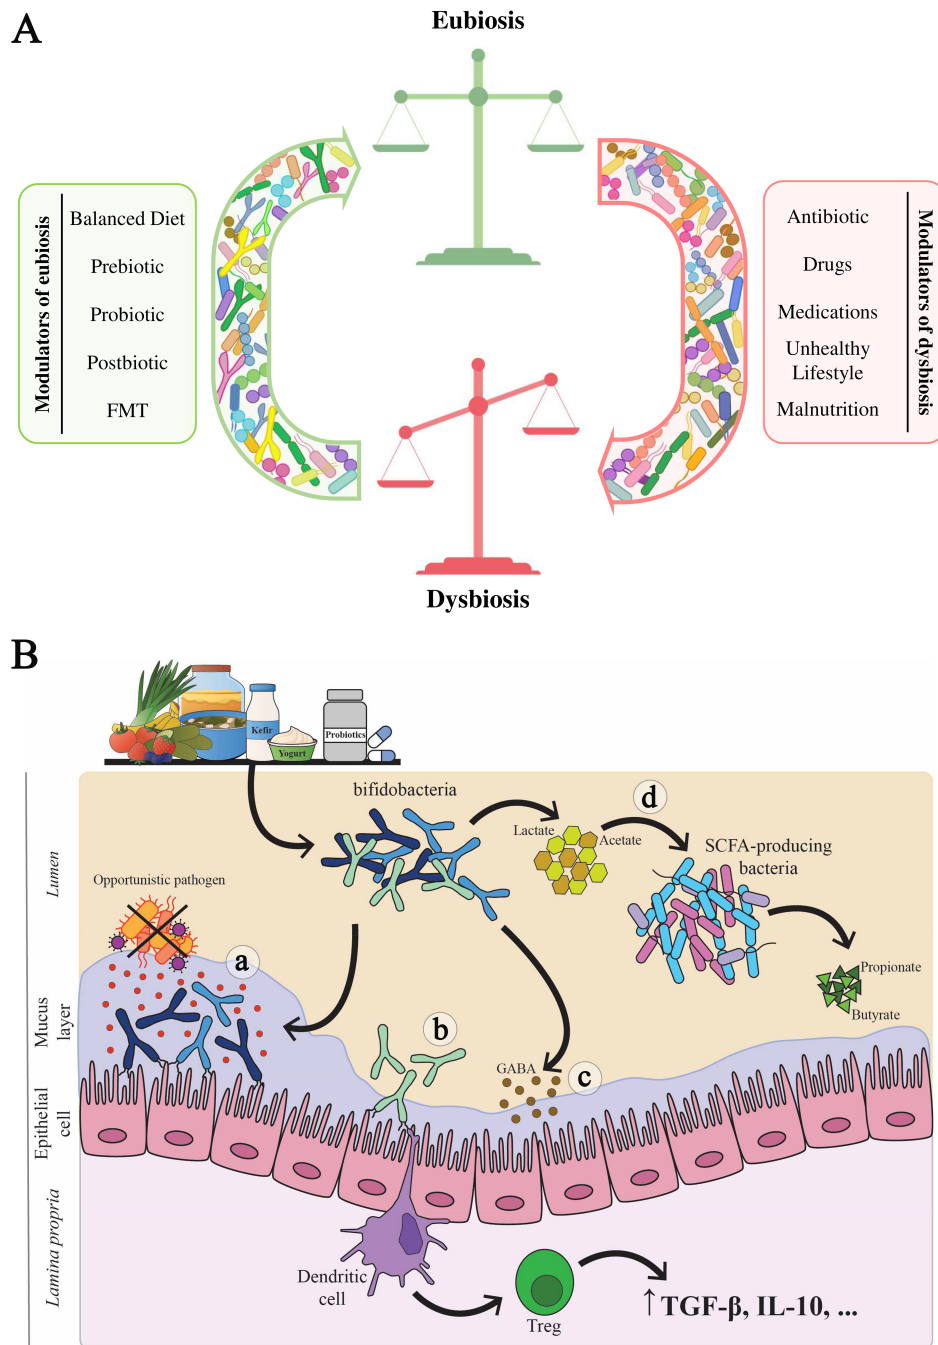 A
Eubiosis
Modulators of eubiosis
Balanced Diet
Prebiotic
Probiotic
Postbiotic
FMT
Antibiotic
Drugs
Medications
Unhealthy
Lifestyle
Malnutrition
Modulators of dysbiosis
Dysbiosis
B
Kefir
Yogurt
Probiotics
Lumen
Mucus
layer
Epithelial
cell
Lamina propria
bifidobacteria
Lactate
Acetate
d
SCFA-producing
bacteria
Opportunistic pathogen
a
Propionate
Butyrate
b
GABA
c
Dendritic
cell
Treg
↑TGF-β, IL-10, ...